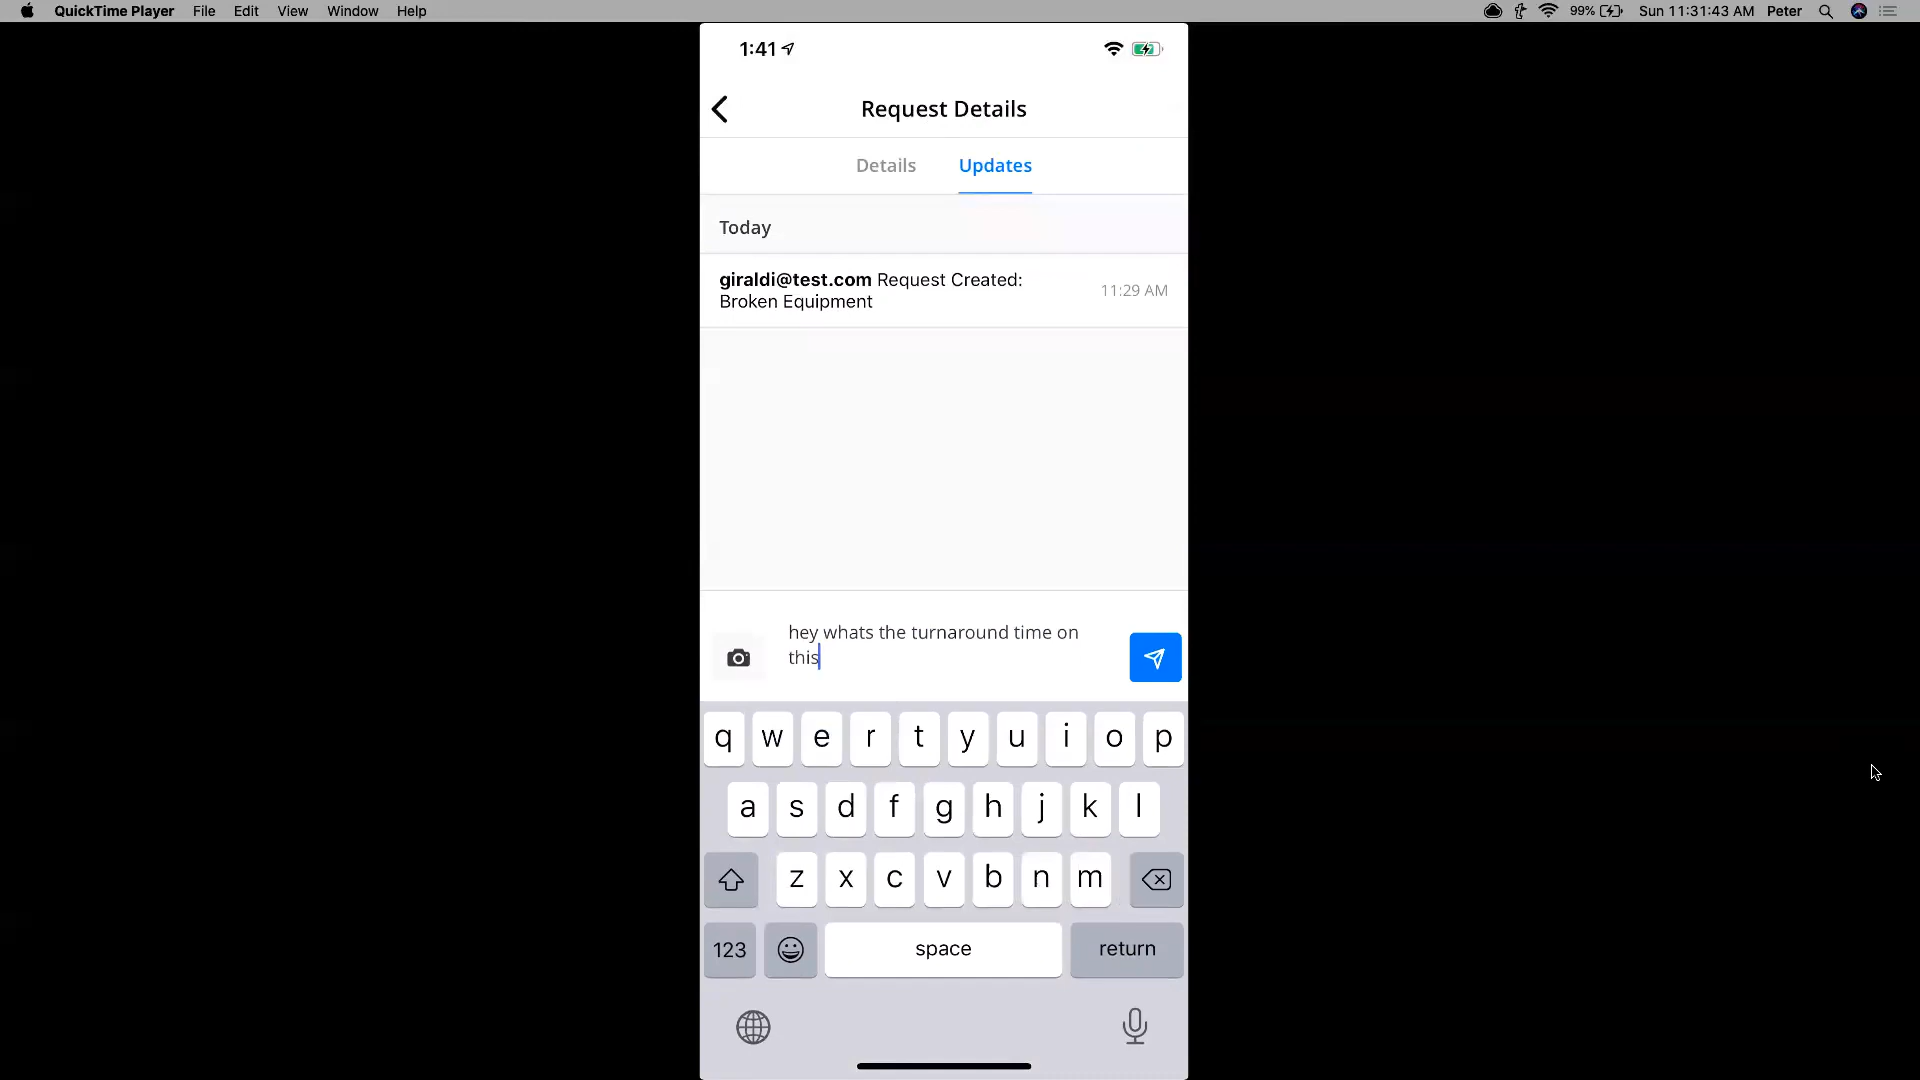 QuickTime Player File Edit View Window Help 99% Sun 11:31:43 AM Peter
1:41
Request Details
Details Updates
Today
giraldi@test.com Request Created:
Broken Equipment
11:29 AM
hey whats the turnaround time on
this
q w e r t y u i o p
a s d f g h j k l
z x c v b n m
123 space return